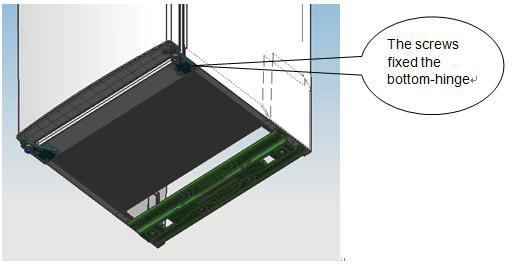 The screws
fixed the
bottom-hinge